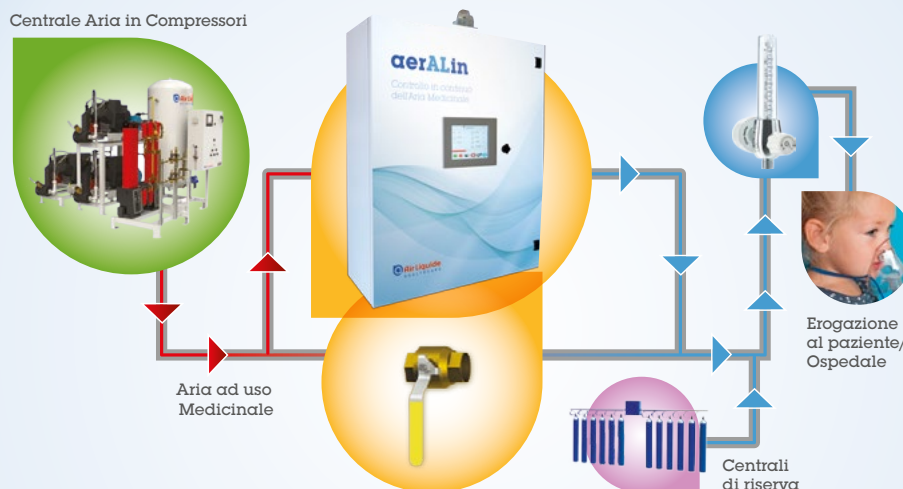 Centrale Aria in Compressori
aerALin
Controllo in continuo
dell'Aria Medicinale
Air Liquide
HEALTHCARE
Aria ad uso
Medicinale
Erogazione
al paziente/
Ospedale
Centrali
di riserva